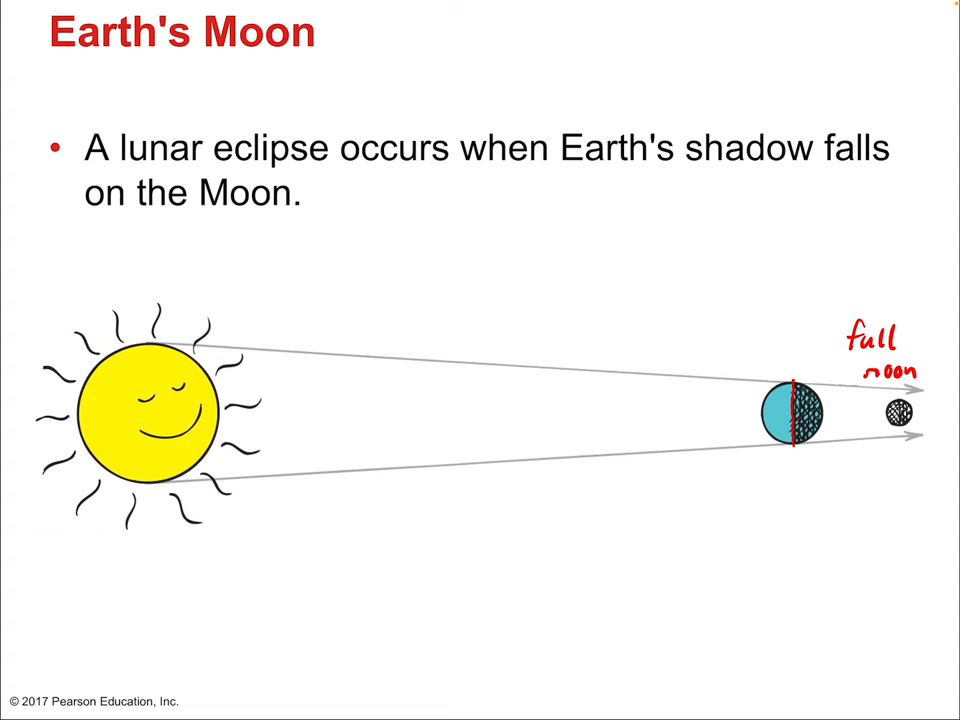 Earth's Moon
• A lunar eclipse occurs when Earth's shadow falls
on the Moon.
full
moon
© 2017 Pearson Education, Inc.